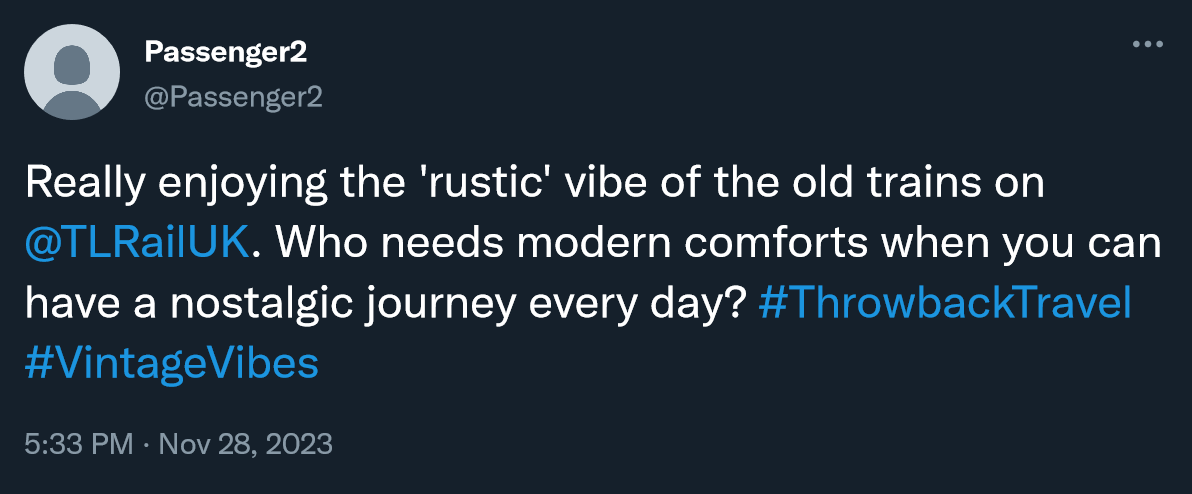 Passenger2
@Passenger2
Really enjoying the 'rustic' vibe of the old trains on
@TLRailUK. Who needs modern comforts when you can
have a nostalgic journey every day? #ThrowbackTravel
#VintageVibes
5:33 PM · Nov 28, 2023